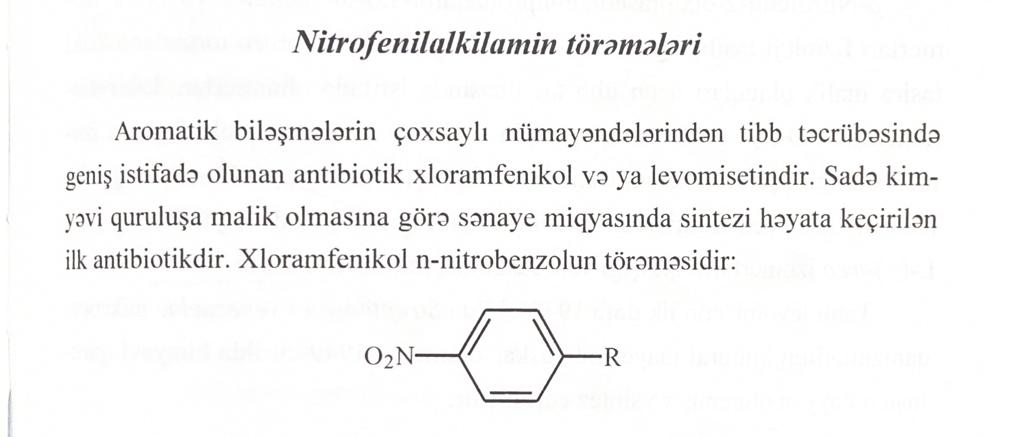 Nitrofenilalkilamin törəmələri
Aromatik biləşmələrin çoxsaylı nümayəndələrindən tibb təcrübəsində
geniş istifadə olunan antibiotik xloramfenikol və ya levomisetindir. Sadə kim-
yəvi quruluşa malik olmasına görə sənaye miqyasında sintezi həyata keçirilən
ilk antibiotikdir. Xloramfenikol n-nitrobenzolun törəməsidir:
O₂N R